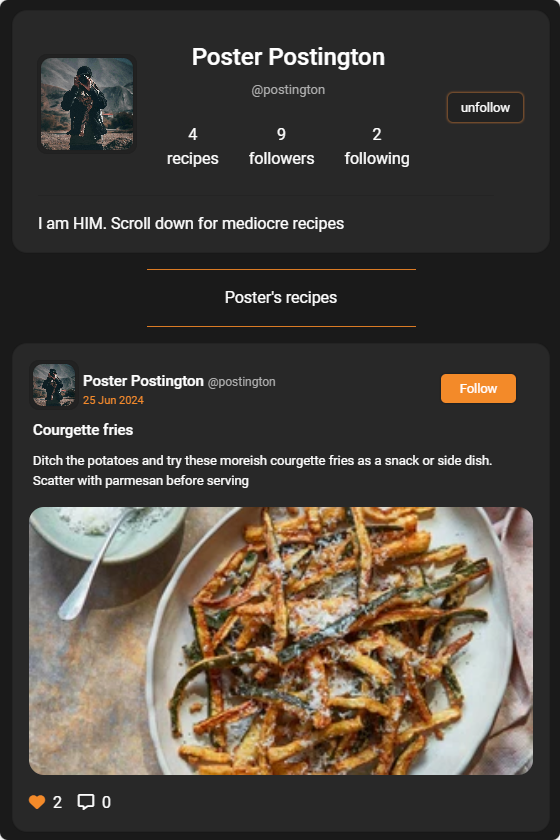 Poster Postington
@postington
unfollow
4 9 2
recipes followers following
I am HIM. Scroll down for mediocre recipes
Poster's recipes
Poster Postington @postington
25 Jun 2024
Follow
Courgette fries
Ditch the potatoes and try these moreish courgette fries as a snack or side dish.
Scatter with parmesan before serving
2 0